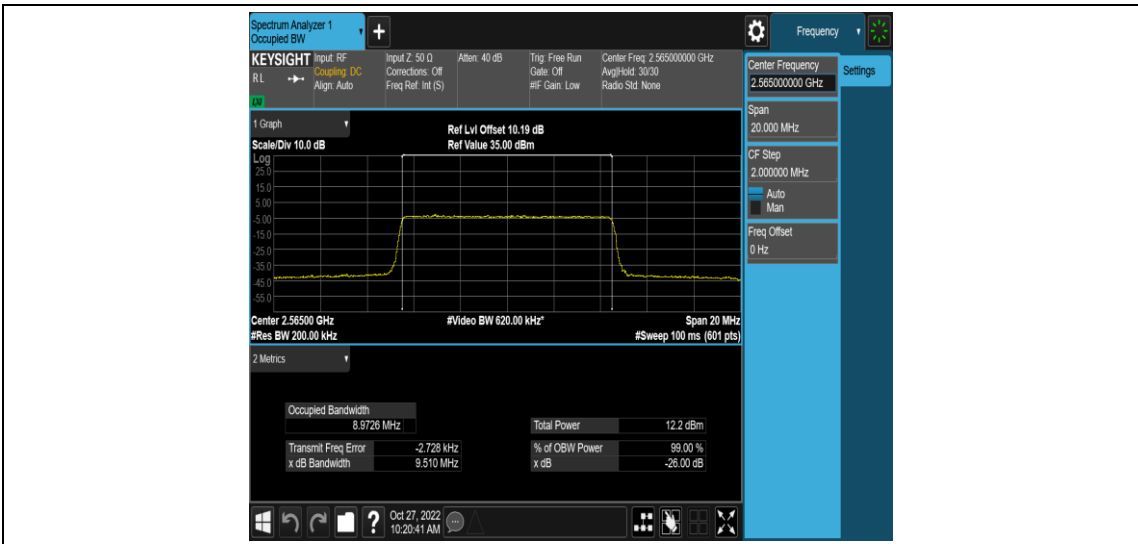 Spectrum Analyzer 1
Occupied BW
+
Frequency
KEYSIGHT
RL
LXI
Input: RF
Coupling: DC
Align: Auto
Input Z: 50 Ω
Corrections: Off
Freq Ref: Int (S)
Atten: 40 dB
Trig: Free Run
Gate: Off
#IF Gain: Low
Center Freq: 2.565000000 GHz
Avg|Hold: 30/30
Radio Std: None
Center Frequency
2.565000000 GHz
Settings
Span
20.000 MHz
CF Step
2.000000 MHz
Auto
Man
Freq Offset
0 Hz
1 Graph
Ref Lvl Offset 10.19 dB
Scale/Div 10.0 dB
Ref Value 35.00 dBm
Log
25.0
15.0
5.00
-5.00
-15.0
-25.0
-35.0
-45.0
-55.0
Center 2.56500 GHz
#Video BW 620.00 kHz*
Span 20 MHz
#Res BW 200.00 kHz
#Sweep 100 ms (601 pts)
2 Metrics
Occupied Bandwidth
8.9726 MHz
Total Power 12.2 dBm
Transmit Freq Error -2.728 kHz
% of OBW Power 99.00 %
x dB Bandwidth 9.510 MHz
x dB -26.00 dB
?
Oct 27, 2022
10:20:41 AM